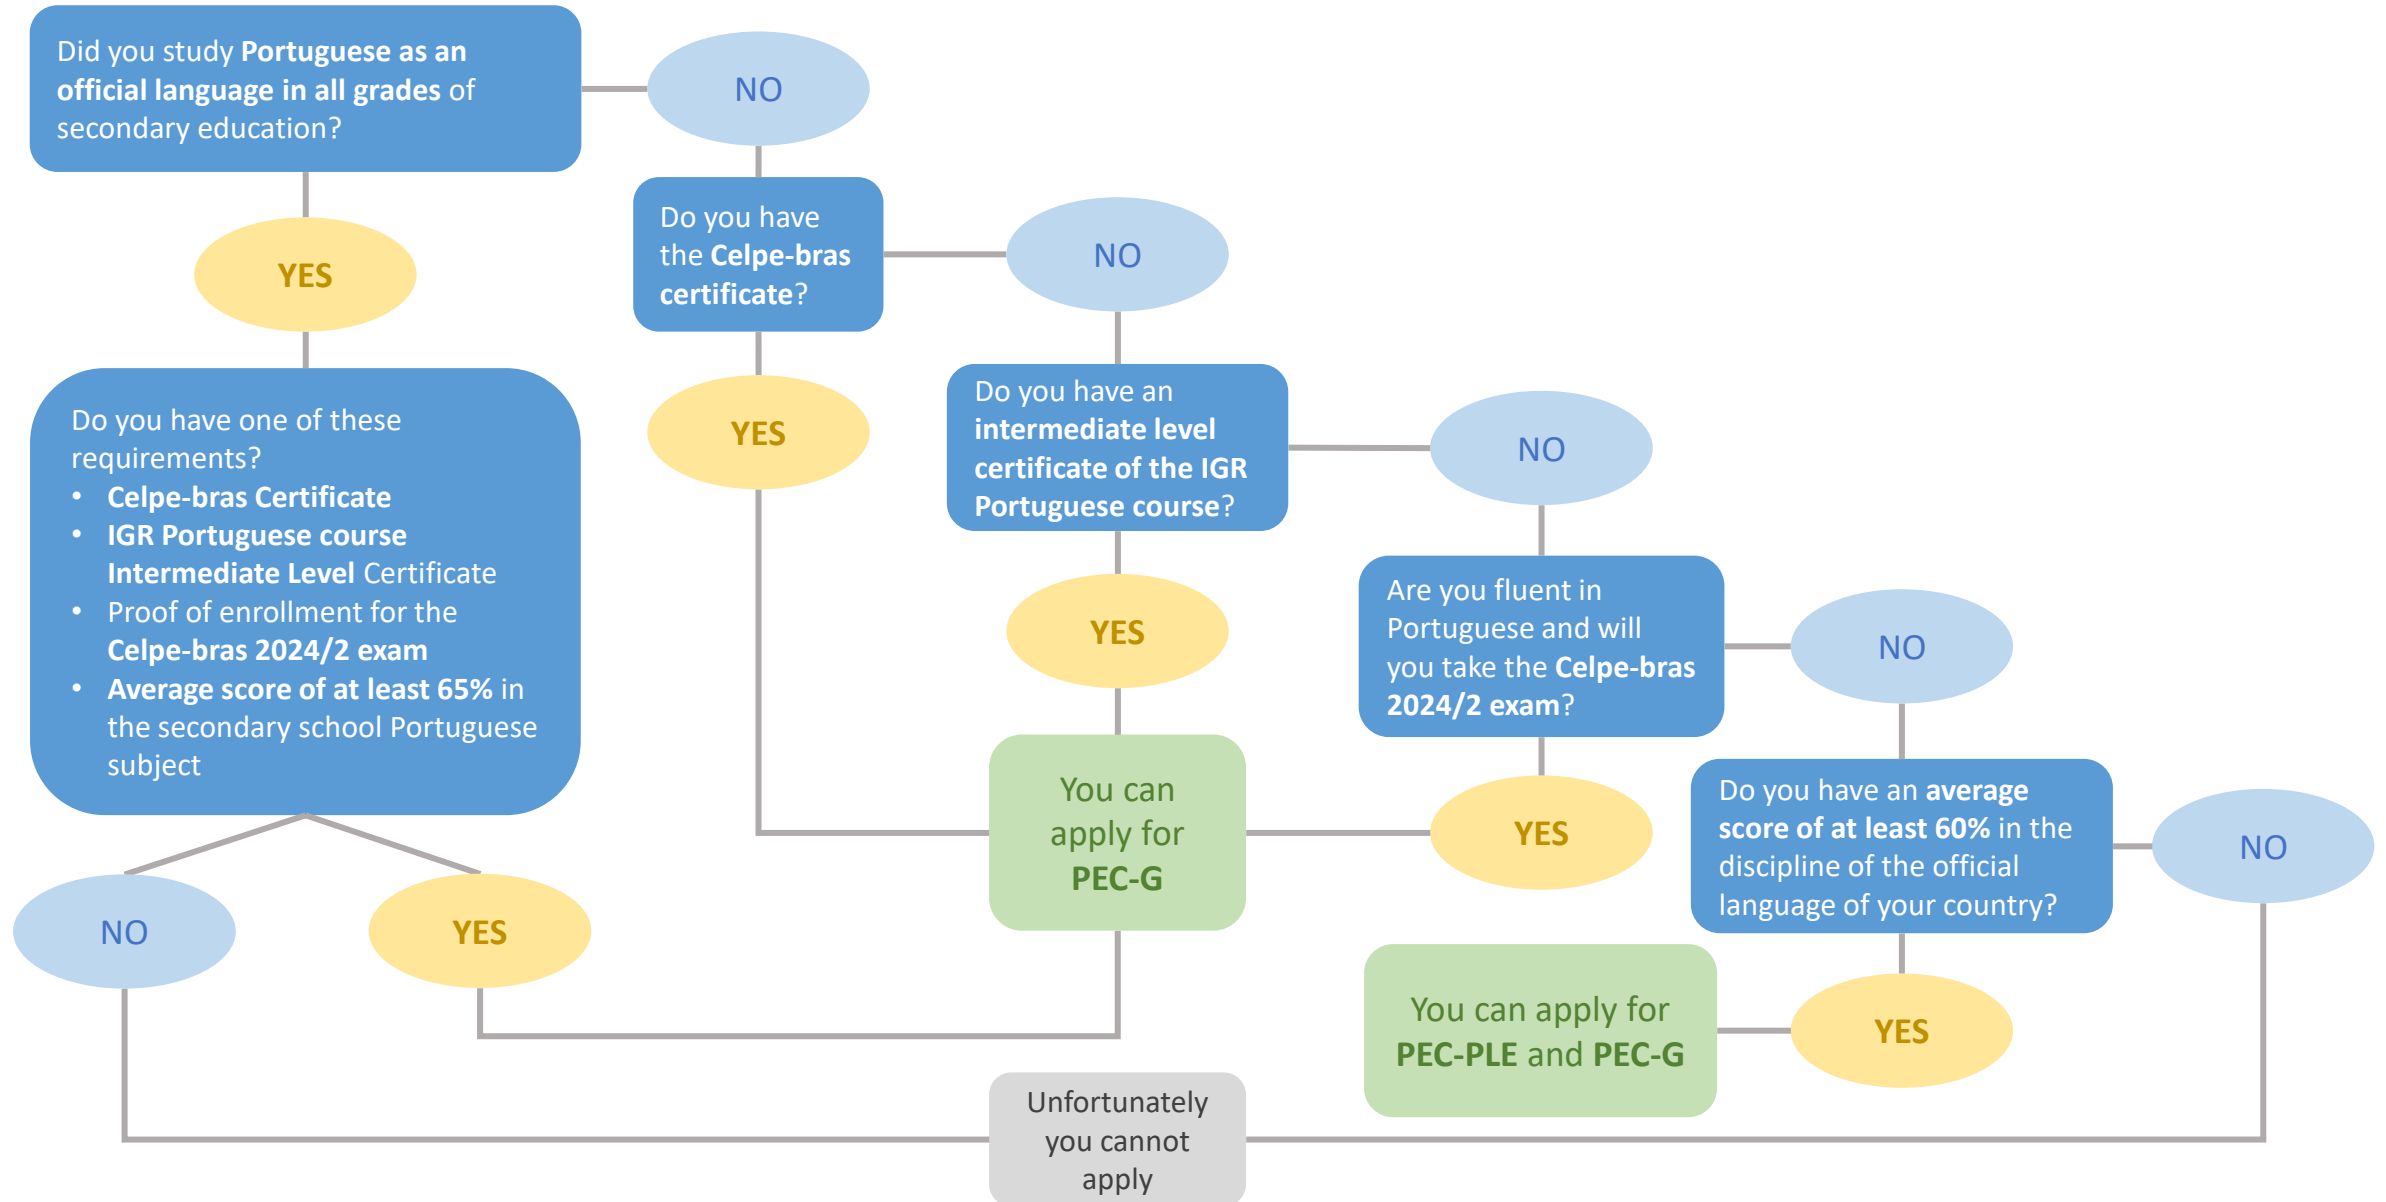 Did you study Portuguese as an
official language in all grades of
secondary education?
NO
YES
Do you have
the Celpe-bras
certificate?
NO
YES
Do you have one of these
requirements?
• Celpe-bras Certificate
• IGR Portuguese course
Intermediate Level Certificate
• Proof of enrollment for the
Celpe-bras 2024/2 exam
• Average score of at least 65% in
the secondary school Portuguese
subject
NO
YES
Do you have an
intermediate level
certificate of the IGR
Portuguese course?
NO
YES
Are you fluent in
Portuguese and will
you take the Celpe-bras
2024/2 exam?
NO
YES
You can
apply for
PEC-G
Do you have an average
score of at least 60% in the
discipline of the official
language of your country?
NO
YES
You can apply for
PEC-PLE and PEC-G
Unfortunately
you cannot
apply